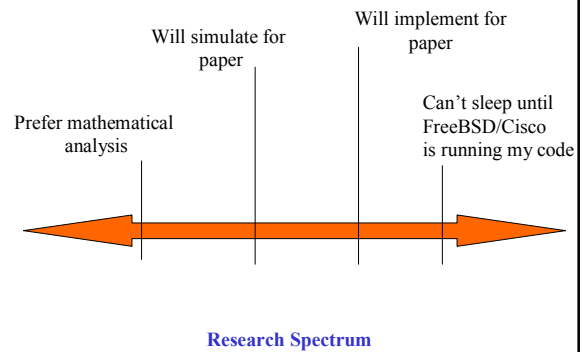 Prefer mathematical
analysis
Will simulate for
paper
Will implement for
paper
Can't sleep until
FreeBSD/Cisco
is running my code
Research Spectrum